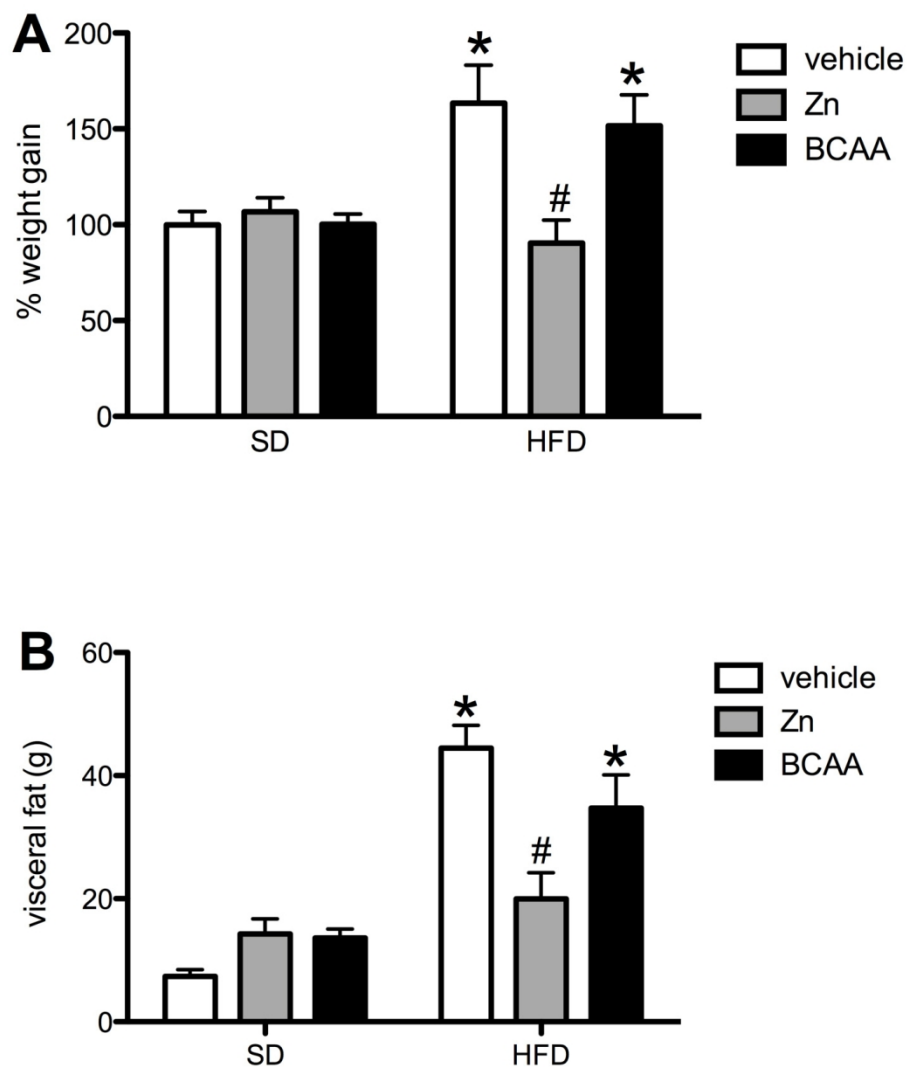 A
200
150
100
50
0
% weight gain
*
#
*
SD
HFD
vehicle
Zn
BCAA
B
60
40
20
0
visceral fat (g)
*
#
*
SD
HFD
vehicle
Zn
BCAA